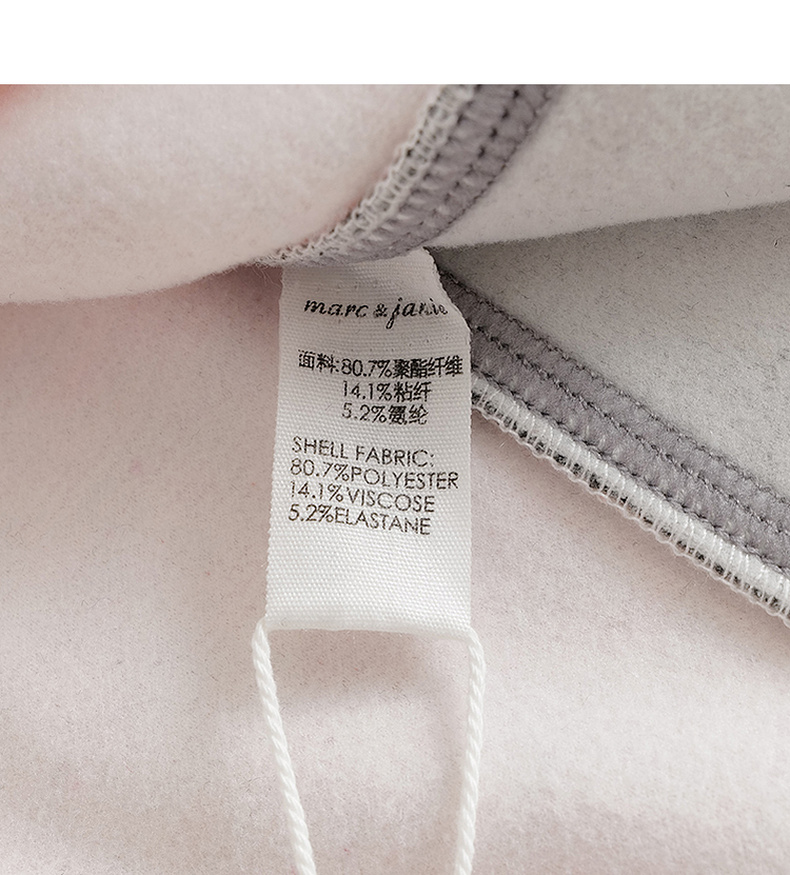 marc & janie
面料:80.7%聚酯纤维
14.1%粘纤
5.2%氨纶
SHELL FABRIC:
80.7%POLYESTER
14.1%VISCOSE
5.2%ELASTANE